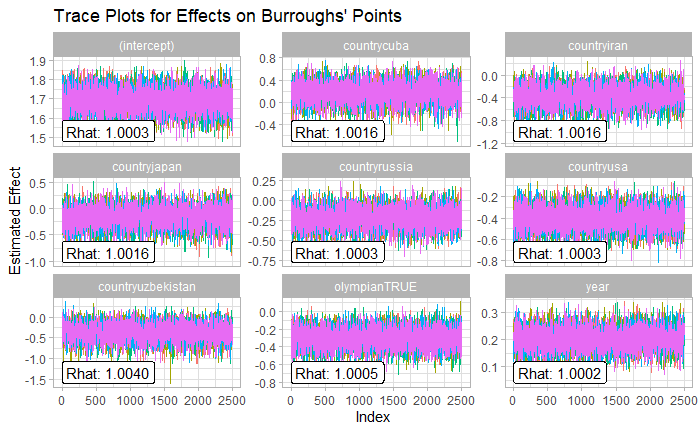 Trace Plots for Effects on Burroughs' Points
(intercept)
countrycuba
countryiran
1.9
1.8
1.7
1.6
1.5
Rhat: 1.0003
0.8
0.4
0.0
-0.4
Rhat: 1.0016
0.0
-0.4
-0.8
-1.2
Rhat: 1.0016
Estimated Effect
countryjapan
countryrussia
countryusa
0.5
0.0
-0.5
-1.0
Rhat: 1.0016
0.25
0.00
-0.25
-0.50
-0.75
Rhat: 1.0003
-0.2
-0.4
-0.6
-0.8
Rhat: 1.0003
countryuzbekistan
olympianTRUE
year
0.0
-0.5
-1.0
-1.5
Rhat: 1.0040
0.0
-0.2
-0.4
-0.6
-0.8
Rhat: 1.0005
0.3
0.2
0.1
Rhat: 1.0002
0 500 1000 1500 2000 2500
0 500 1000 1500 2000 2500
0 500 1000 1500 2000 2500
Index